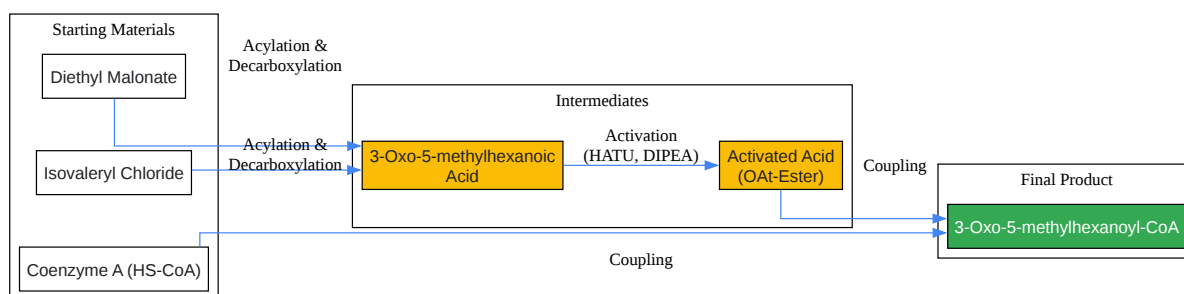 Starting Materials
Diethyl Malonate
Isovaleryl Chloride
Coenzyme A (HS-CoA)
Acylation &
Decarboxylation
Acylation &
Decarboxylation
Intermediates
3-Oxo-5-methylhexanoic
Acid
Activation
(HATU, DIPEA)
Activated Acid
(OAt-Ester)
Coupling
Coupling
Final Product
3-Oxo-5-methylhexanoyl-CoA